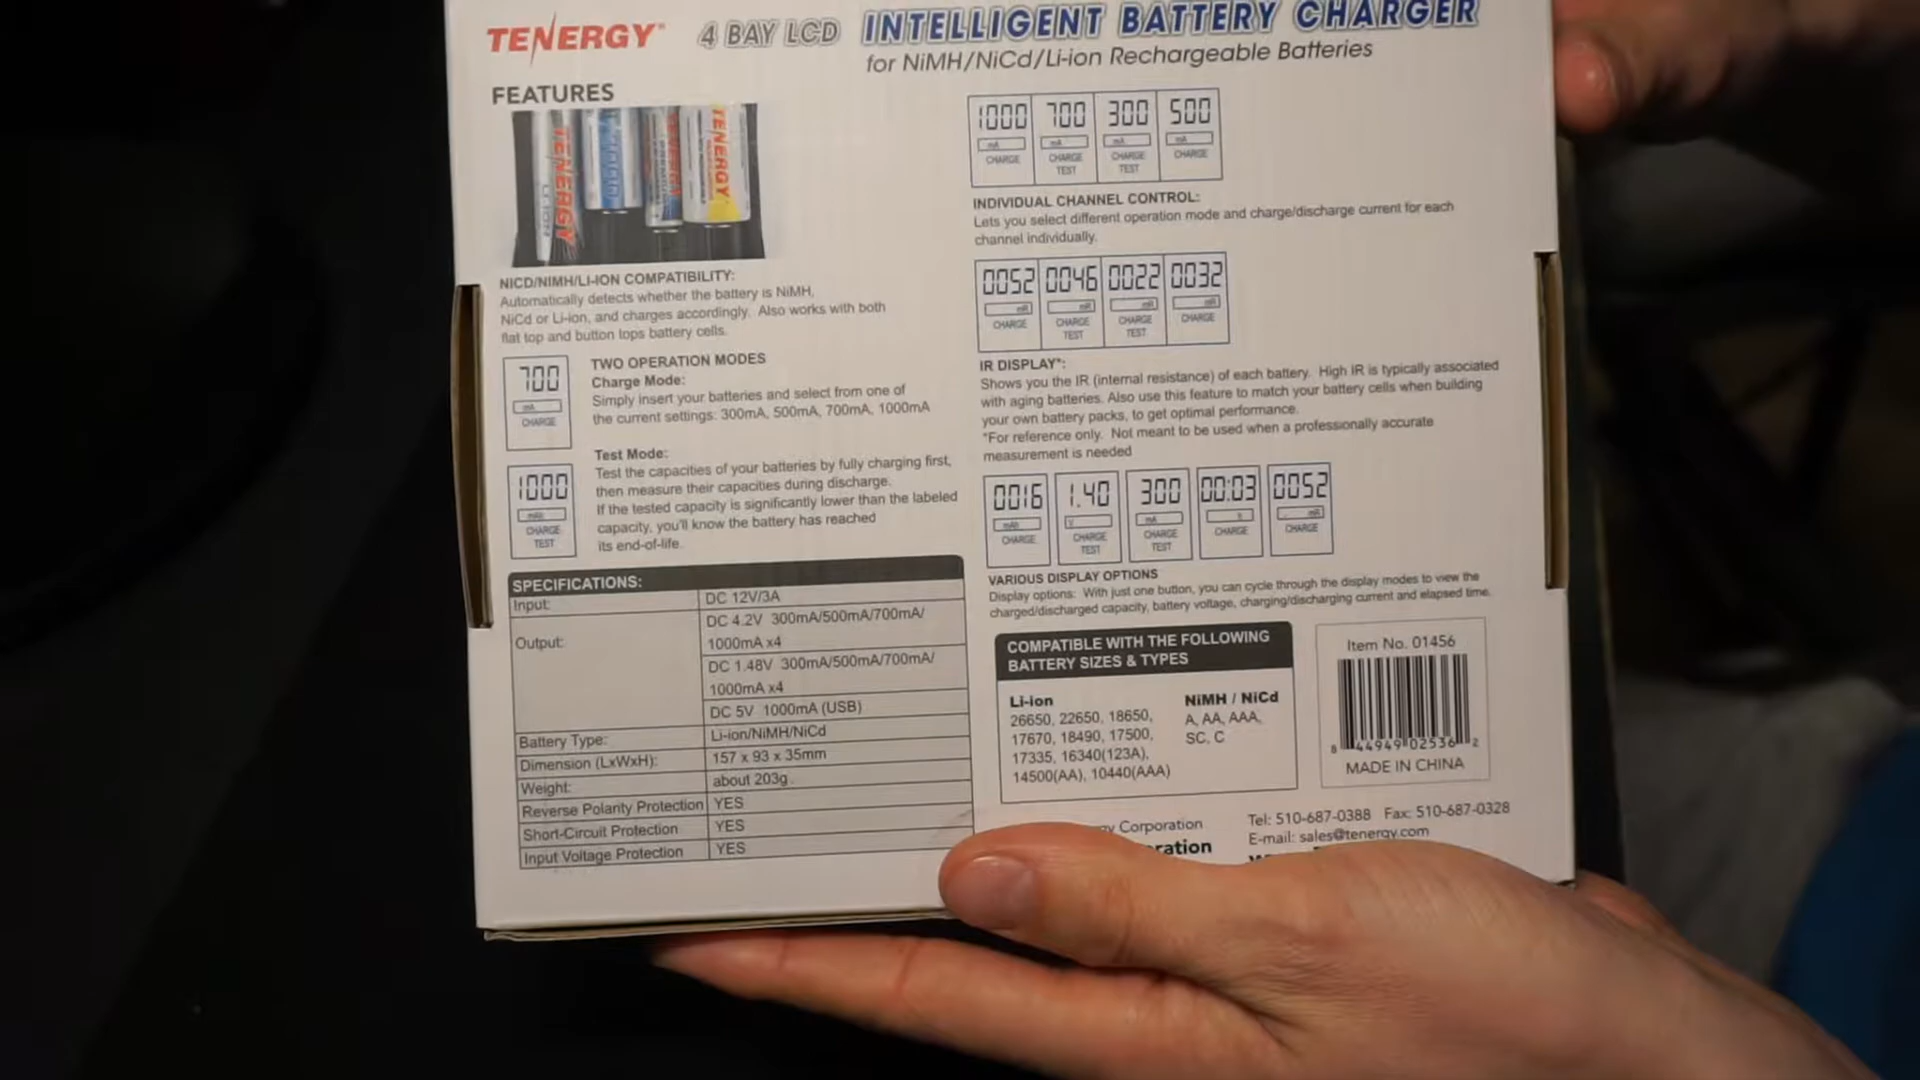 TENERGY 4 BAY LCD INTELLIGENT BATTERY CHARGER
for NiMH/NiCd/Li-ion Rechargeable Batteries
FEATURES
TENERGY
LI-ION
TENERGY
TENERGY
NICD/NIMH/LI-ION COMPATIBILITY:
Automatically detects whether the battery is NiMH,
NiCd or Li-ion, and charges accordingly. Also works with both
flat top and button tops battery cells.
700
mA
CHARGE
TWO OPERATION MODES
Charge Mode:
Simply insert your batteries and select from one of
the current settings: 300mA, 500mA, 700mA, 1000mA
1000
mAh
CHARGE
TEST
Test Mode:
Test the capacities of your batteries by fully charging first,
then measure their capacities during discharge.
If the tested capacity is significantly lower than the labeled
capacity, you'll know the battery has reached
its end-of-life.
SPECIFICATIONS:
Input: DC 12V/3A
Output: DC 4.2V 300mA/500mA/700mA/
1000mA x4
DC 1.48V 300mA/500mA/700mA/
1000mA x4
DC 5V 1000mA (USB)
Battery Type: Li-ion/NiMH/NiCd
Dimension (LxWxH): 157 x 93 x 35mm
Weight: about 203g.
Reverse Polarity Protection YES
Short-Circuit Protection YES
Input Voltage Protection YES
1000 700 300 500
mA mA mA mA
CHARGE CHARGE CHARGE CHARGE
TEST TEST
INDIVIDUAL CHANNEL CONTROL:
Lets you select different operation mode and charge/discharge current for each
channel individually.
0052 0046 0022 0032
mR mR mR mR
CHARGE CHARGE CHARGE CHARGE
TEST TEST
IR DISPLAY*:
Shows you the IR (internal resistance) of each battery. High IR is typically associated
with aging batteries. Also use this feature to match your battery cells when building
your own battery packs, to get optimal performance.
*For reference only. Not meant to be used when a professionally accurate
measurement is needed
0016 1.40 300 00:03 0052
mAh V mA mR
CHARGE CHARGE CHARGE CHARGE CHARGE
TEST TEST
VARIOUS DISPLAY OPTIONS
Display options: With just one button, you can cycle through the display modes to view the
charged/discharged capacity, battery voltage, charging/discharging current and elapsed time.
COMPATIBLE WITH THE FOLLOWING
BATTERY SIZES & TYPES
Li-ion
26650, 22650, 18650,
17670, 18490, 17500,
17335, 16340(123A),
14500(AA), 10440(AAA)
NiMH / NiCd
A, AA, AAA,
SC, C
Item No. 01456
8 44949 02536 2
MADE IN CHINA
Corporation
Tel: 510-687-0388 Fax: 510-687-0328
E-mail: sales@tenergy.com